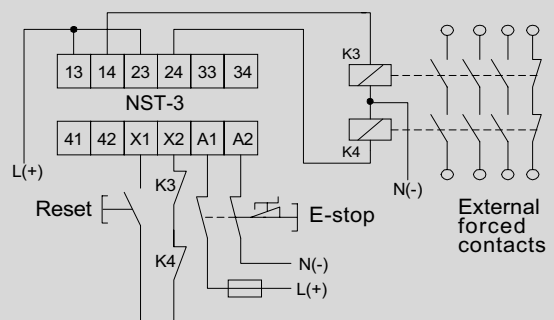 13 14 23 24 33 34
NST-3
41 42 X1 X2 A1 A2
L(+)
K3
K4
N(-)
Reset
K3
K4
E-stop
N(-)
L(+)
External
forced
contacts